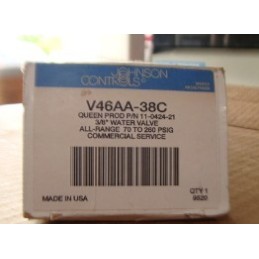 JOHNSON
CONTROLS®
V46AA-38C
QUEEN PROD P/N 11-0424-21
3/8" WATER VALVE
ALL-RANGE 70 TO 260 PSIG
COMMERCIAL SERVICE
MADE IN USA
QTY 1